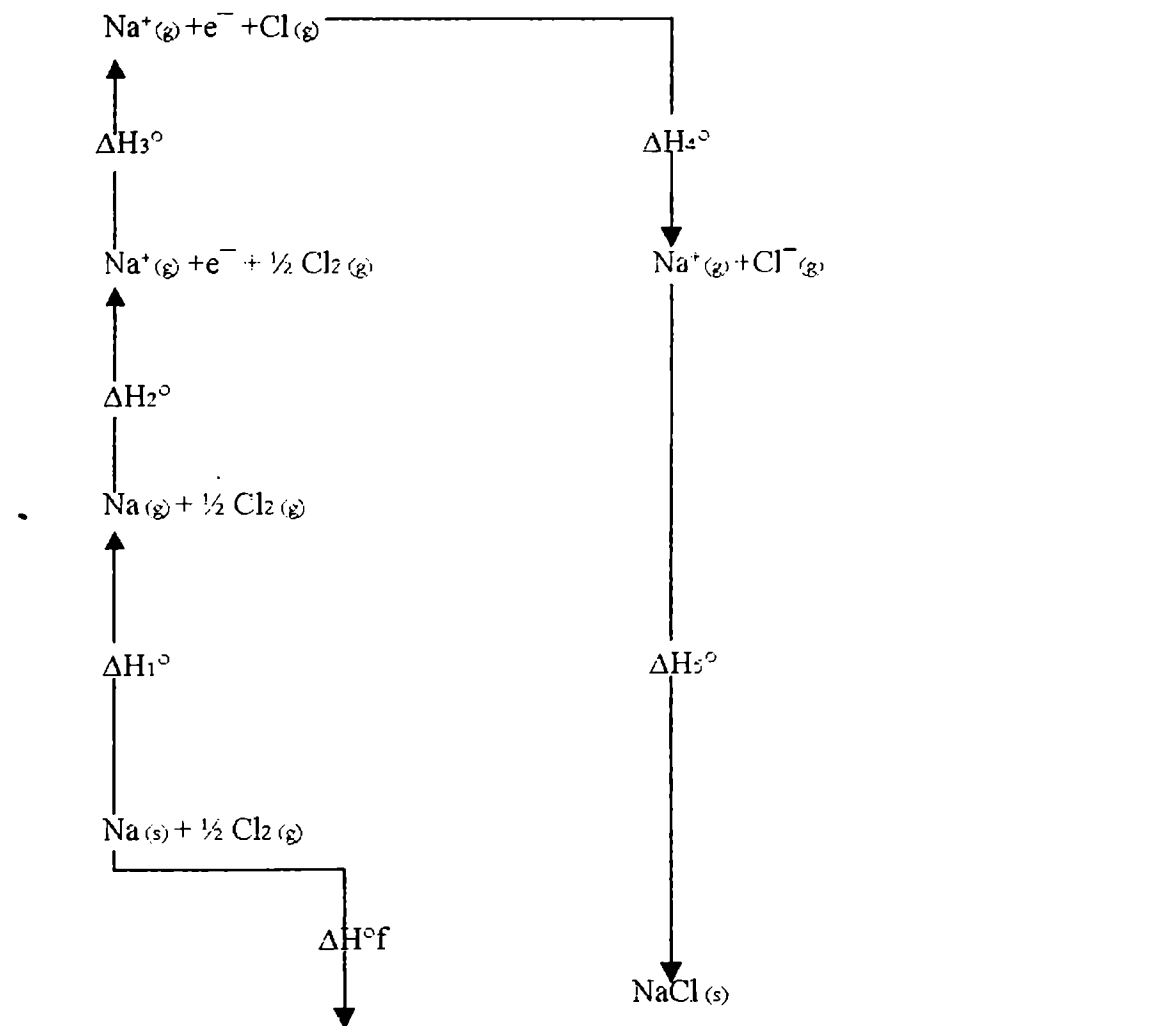 Na⁺(g) + e⁻ + Cl(g)
ΔH₃°
ΔH₄°
Na⁺(g) + e⁻ + ½ Cl₂(g)
Na⁺(g) + Cl⁻(g)
ΔH₂°
Na(g) + ½ Cl₂(g)
ΔH₁°
ΔH₅°
Na(s) + ½ Cl₂(g)
ΔH°f
NaCl(s)